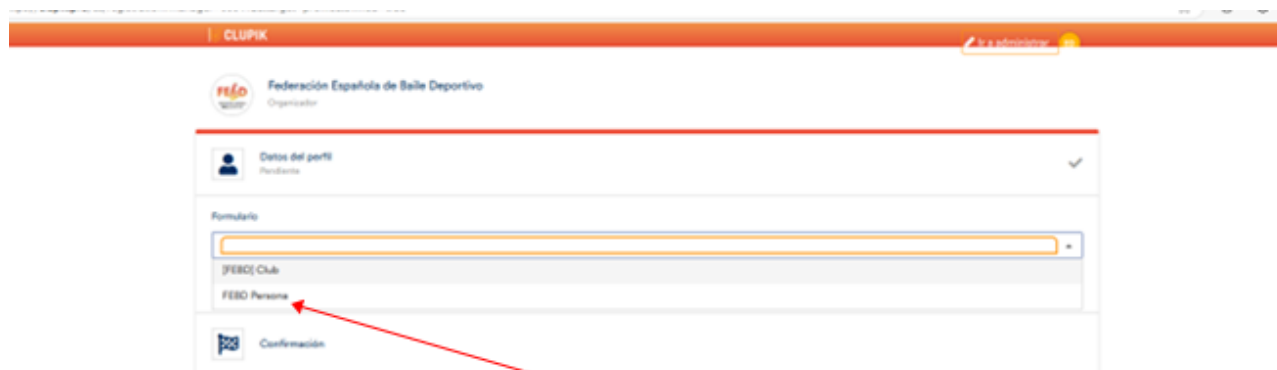 CLUPIK
Ir a administrar
FEBD
Federación Española de Baile Deportivo
Organizador
Datos del perfil
Pendiente
Formulario
[FEBD] Club
FEBD Persona
Confirmación